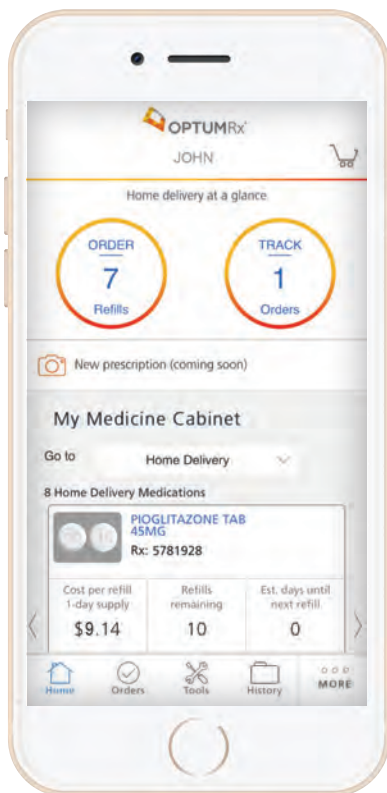 OPTUMRx®
JOHN
Home delivery at a glance
ORDER
7
Refills
TRACK
1
Orders
New prescription (coming soon)
My Medicine Cabinet
Go to Home Delivery
8 Home Delivery Medications
PIOGLITAZONE TAB
45MG
Rx: 5781928
Cost per refill
1-day supply
$9.14
Refills
remaining
10
Est. days until
next refill
0
Home Orders Tools History MORE